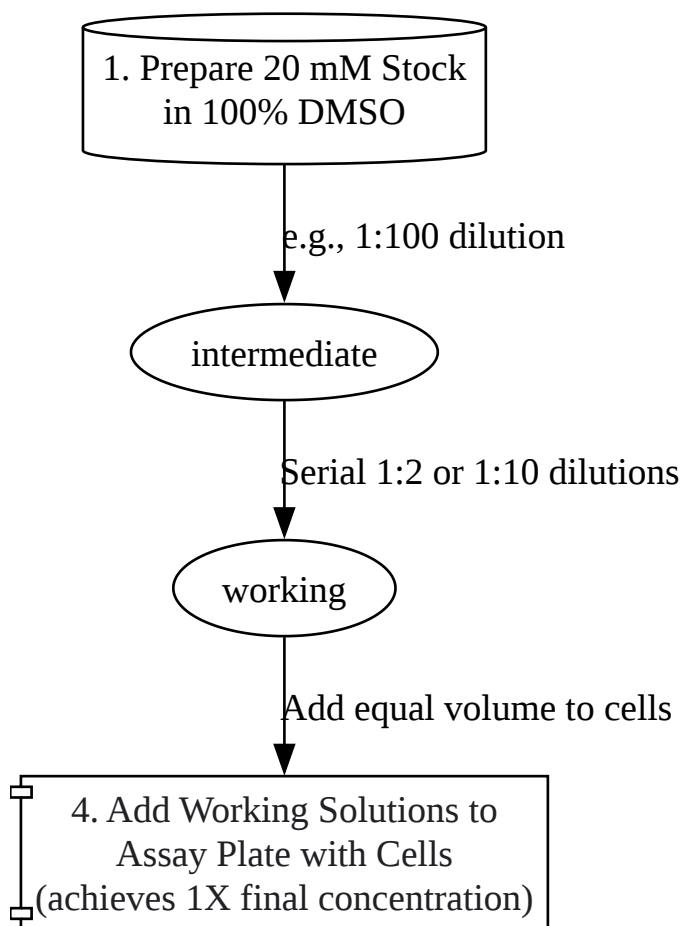 1. Prepare 20 mM Stock
in 100% DMSO
e.g., 1:100 dilution
intermediate
Serial 1:2 or 1:10 dilutions
working
Add equal volume to cells
4. Add Working Solutions to
Assay Plate with Cells
(achieves 1X final concentration)